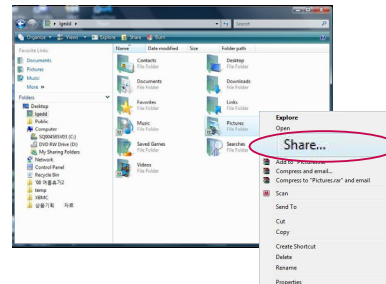 ▸ lgedd ▸
Search
Organize ▾ Views ▾ Explore Share Burn
Favorite Links
Documents
Pictures
Music
More »
Folders
Desktop
lgedd
Public
Computer
SQ004585V03 (C:)
DVD RW Drive (D:)
My Sharing Folders
Network
Control Panel
Recycle Bin
temp
XBMC
Name Date modified Size Folder path
Contacts
File Folder
Desktop
File Folder
Documents
File Folder
Downloads
File Folder
Favorites
File Folder
Links
File Folder
Music
File Folder
Pictures
File Folder
Saved Games
File Folder
Searches
File Folder
Videos
File Folder
Explore
Open
Share...
Add to "Pictures.rar"
Compress and email...
Compress to "Pictures.rar" and email
Scan
Send To
Cut
Copy
Create Shortcut
Delete
Rename
Properties